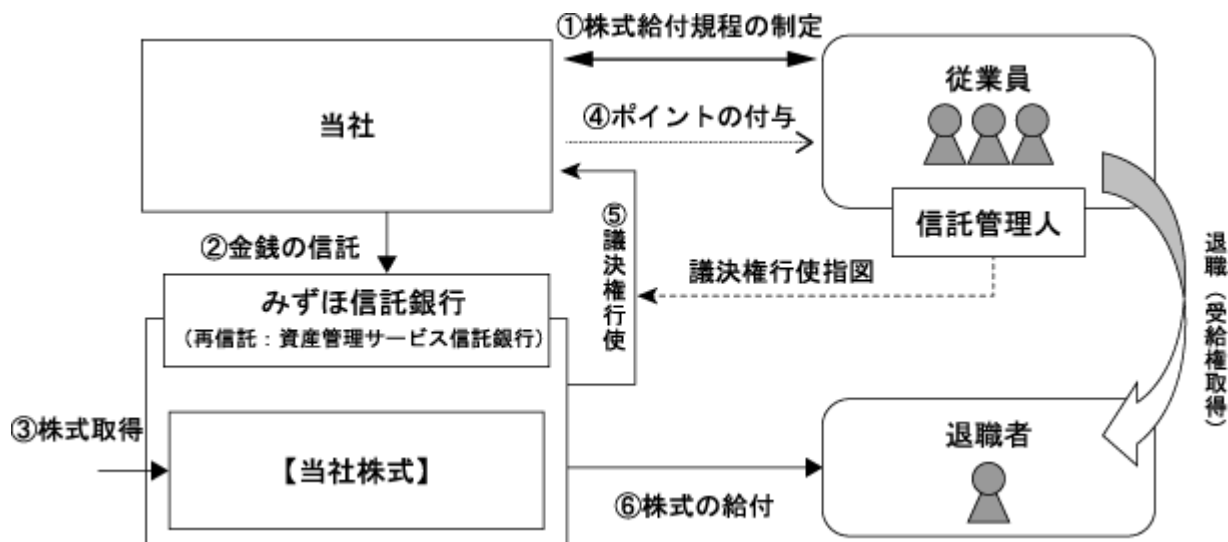 ①株式給付規程の制定
従業員
当社
④ポイントの付与
信託管理人
②金銭の信託
⑤議決権行使
議決権行使指図
退職（受給権取得）
みずほ信託銀行
（再信託：資産管理サービス信託銀行）
③株式取得
【当社株式】
退職者
⑥株式の給付